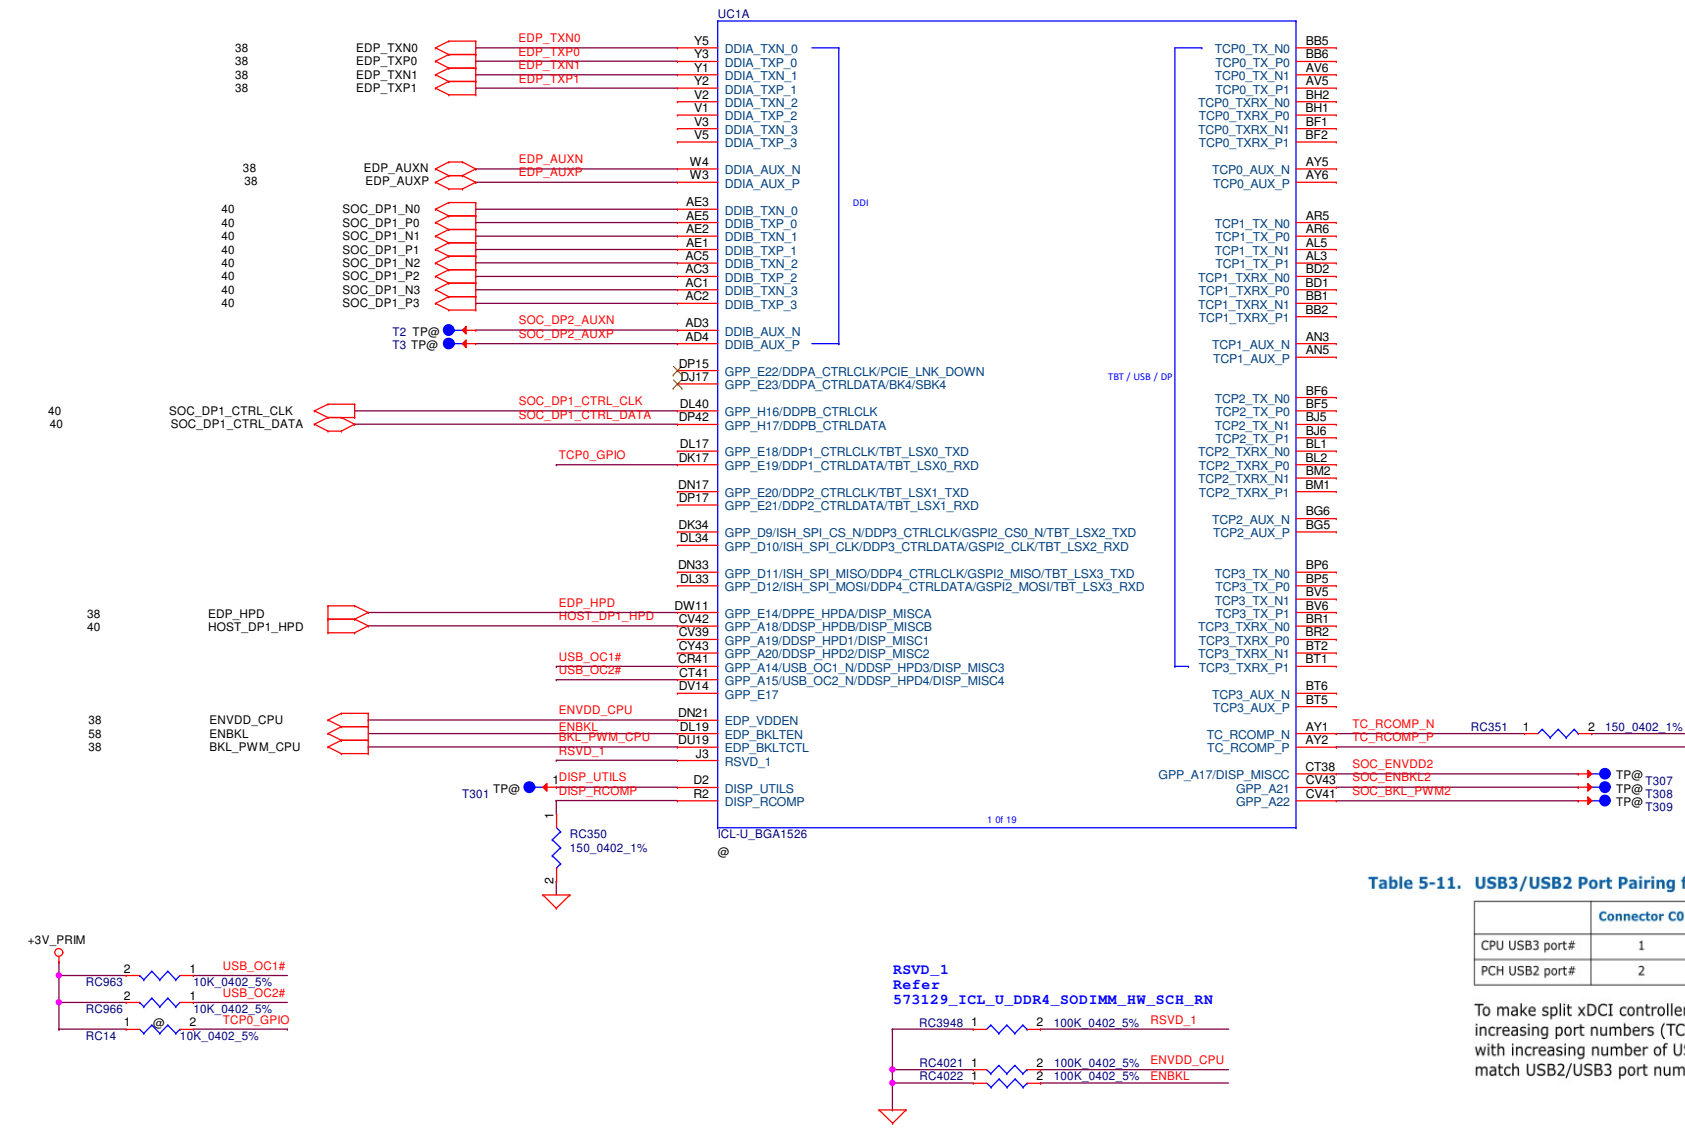 UC1A
38 EDP_TXN0 EDP_TXN0 Y5 DDIA_TXN_0 TCP0_TX_N0 BB5
38 EDP_TXP0 EDP_TXP0 Y3 DDIA_TXP_0 TCP0_TX_P0 BB6
38 EDP_TXN1 EDP_TXN1 Y1 DDIA_TXN_1 TCP0_TX_N1 AV6
38 EDP_TXP1 EDP_TXP1 Y2 DDIA_TXP_1 TCP0_TX_P1 AV5
V2 DDIA_TXN_2 TCP0_TXRX_N0 BH2
V1 DDIA_TXP_2 TCP0_TXRX_P0 BH1
V3 DDIA_TXN_3 TCP0_TXRX_N1 BF1
V5 DDIA_TXP_3 TCP0_TXRX_P1 BF2
38 EDP_AUXN EDP_AUXN W4 DDIA_AUX_N TCP0_AUX_N AY5
38 EDP_AUXP EDP_AUXP W3 DDIA_AUX_P TCP0_AUX_P AY6
DDI
40 SOC_DP1_N0 AE3 DDIB_TXN_0
40 SOC_DP1_P0 AE5 DDIB_TXP_0 TCP1_TX_N0 AR5
40 SOC_DP1_N1 AE2 DDIB_TXN_1 TCP1_TX_P0 AR6
40 SOC_DP1_P1 AE1 DDIB_TXP_1 TCP1_TX_N1 AL5
40 SOC_DP1_N2 AC5 DDIB_TXN_2 TCP1_TX_P1 AL3
40 SOC_DP1_P2 AC3 DDIB_TXP_2 TCP1_TXRX_N0 BD2
40 SOC_DP1_N3 AC1 DDIB_TXN_3 TCP1_TXRX_P0 BD1
40 SOC_DP1_P3 AC2 DDIB_TXP_3 TCP1_TXRX_N1 BB1
TCP1_TXRX_P1 BB2
T2 TP@ SOC_DP2_AUXN AD3 DDIB_AUX_N
T3 TP@ SOC_DP2_AUXP AD4 DDIB_AUX_P TCP1_AUX_N AN3
TCP1_AUX_P AN5
DP15 GPP_E22/DDPA_CTRLCLK/PCIE_LNK_DOWN
DJ17 GPP_E23/DDPA_CTRLDATA/BK4/SBK4
TBT / USB / DP
TCP2_TX_N0 BF6
40 SOC_DP1_CTRL_CLK SOC_DP1_CTRL_CLK DL40 GPP_H16/DDPB_CTRLCLK TCP2_TX_P0 BF5
40 SOC_DP1_CTRL_DATA SOC_DP1_CTRL_DATA DP42 GPP_H17/DDPB_CTRLDATA TCP2_TX_N1 BJ5
TCP2_TX_P1 BJ6
DL17 GPP_E18/DDP1_CTRLCLK/TBT_LSX0_TXD TCP2_TXRX_N0 BL1
TCP0_GPIO DK17 GPP_E19/DDP1_CTRLDATA/TBT_LSX0_RXD TCP2_TXRX_P0 BL2
TCP2_TXRX_N1 BM2
DN17 GPP_E20/DDP2_CTRLCLK/TBT_LSX1_TXD TCP2_TXRX_P1 BM1
DP17 GPP_E21/DDP2_CTRLDATA/TBT_LSX1_RXD
TCP2_AUX_N BG6
DK34 GPP_D9/ISH_SPI_CS_N/DDP3_CTRLCLK/GSPI2_CS0_N/TBT_LSX2_TXD TCP2_AUX_P BG5
DL34 GPP_D10/ISH_SPI_CLK/DDP3_CTRLDATA/GSPI2_CLK/TBT_LSX2_RXD
DN33 GPP_D11/ISH_SPI_MISO/DDP4_CTRLCLK/GSPI2_MISO/TBT_LSX3_TXD TCP3_TX_N0 BP6
DL33 GPP_D12/ISH_SPI_MOSI/DDP4_CTRLDATA/GSPI2_MOSI/TBT_LSX3_RXD TCP3_TX_P0 BP5
TCP3_TX_N1 BV5
38 EDP_HPD EDP_HPD DW11 GPP_E14/DPPE_HPDA/DISP_MISCA TCP3_TX_P1 BV6
40 HOST_DP1_HPD HOST_DP1_HPD CV42 GPP_A18/DDSP_HPDB/DISP_MISCB TCP3_TXRX_N0 BR1
CV39 GPP_A19/DDSP_HPD1/DISP_MISC1 TCP3_TXRX_P0 BR2
CY43 GPP_A20/DDSP_HPD2/DISP_MISC2 TCP3_TXRX_N1 BT2
USB_OC1# CR41 GPP_A14/USB_OC1_N/DDSP_HPD3/DISP_MISC3 TCP3_TXRX_P1 BT1
USB_OC2# CT41 GPP_A15/USB_OC2_N/DDSP_HPD4/DISP_MISC4
DV14 GPP_E17 TCP3_AUX_N BT6
TCP3_AUX_P BT5
38 ENVDD_CPU ENVDD_CPU DN21 EDP_VDDEN
58 ENBKL ENBKL DL19 EDP_BKLTEN TC_RCOMP_N AY1 TC_RCOMP_N RC351 1 2 150_0402_1%
38 BKL_PWM_CPU BKL_PWM_CPU DU19 EDP_BKLTCTL TC_RCOMP_P AY2 TC_RCOMP_P
RSVD_1 J3 RSVD_1
GPP_A17/DISP_MISCC CT38 SOC_ENVDD2 TP@ T307
T301 TP@ 1 DISP_UTILS D2 DISP_UTILS GPP_A21 CV43 SOC_ENBKL2 TP@ T308
DISP_RCOMP R2 DISP_RCOMP GPP_A22 CV41 SOC_BKL_PWM2 TP@ T309
1 Of 19
1
RC350
150_0402_1%
2
ICL-U_BGA1526
@
Table 5-11. USB3/USB2 Port Pairing f
Connector C0
CPU USB3 port# 1
PCH USB2 port# 2
To make split xDCI controller
increasing port numbers (TC
with increasing number of US
match USB2/USB3 port num
+3V_PRIM
RC963 2 1 10K_0402_5% USB_OC1#
RC966 2 1 10K_0402_5% USB_OC2#
RC14 1 @ 2 10K_0402_5% TCP0_GPIO
RSVD_1
Refer
573129_ICL_U_DDR4_SODIMM_HW_SCH_RN
RC3948 1 2 100K_0402_5% RSVD_1
RC4021 1 2 100K_0402_5% ENVDD_CPU
RC4022 1 2 100K_0402_5% ENBKL